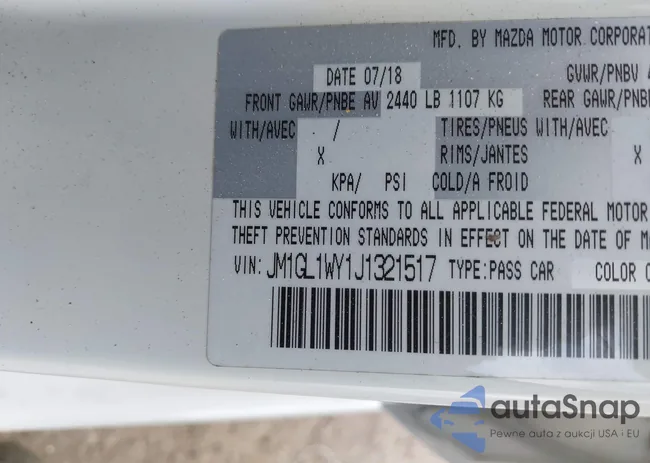 MFD. BY MAZDA MOTOR CORPORAT
DATE 07/18 GVWR/PNBV 4
FRONT GAWR/PNBE AV 2440 LB 1107 KG REAR GAWR/PNBE
WITH/AVEC / TIRES/PNEUS WITH/AVEC
X RIMS/JANTES X
KPA/ PSI COLD/A FROID
THIS VEHICLE CONFORMS TO ALL APPLICABLE FEDERAL MOTOR
THEFT PREVENTION STANDARDS IN EFFECT ON THE DATE OF MA
VIN: JM1GL1WY1J1321517 TYPE:PASS CAR COLOR C
autaSnap
Pewne auta z aukcji USA i EU